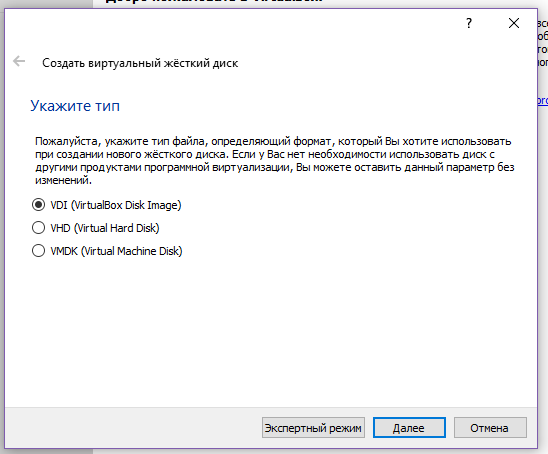 ?
Создать виртуальный жёсткий диск
Укажите тип
Пожалуйста, укажите тип файла, определяющий формат, который Вы хотите использовать
при создании нового жёсткого диска. Если у Вас нет необходимости использовать диск с
другими продуктами программной виртуализации, Вы можете оставить данный параметр без
изменений.
VDI (VirtualBox Disk Image)
VHD (Virtual Hard Disk)
VMDK (Virtual Machine Disk)
Экспертный режим
Далее
Отмена